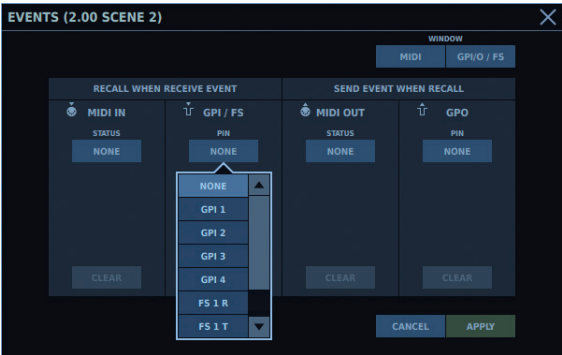 EVENTS (2.00 SCENE 2)
WINDOW
MIDI GPI/O / FS
RECALL WHEN RECEIVE EVENT SEND EVENT WHEN RECALL
MIDI IN GPI / FS MIDI OUT GPO
STATUS PIN STATUS PIN
NONE NONE NONE NONE
NONE
GPI 1
GPI 2
GPI 3
CLEAR GPI 4 CLEAR CLEAR
FS 1 R
FS 1 T CANCEL APPLY